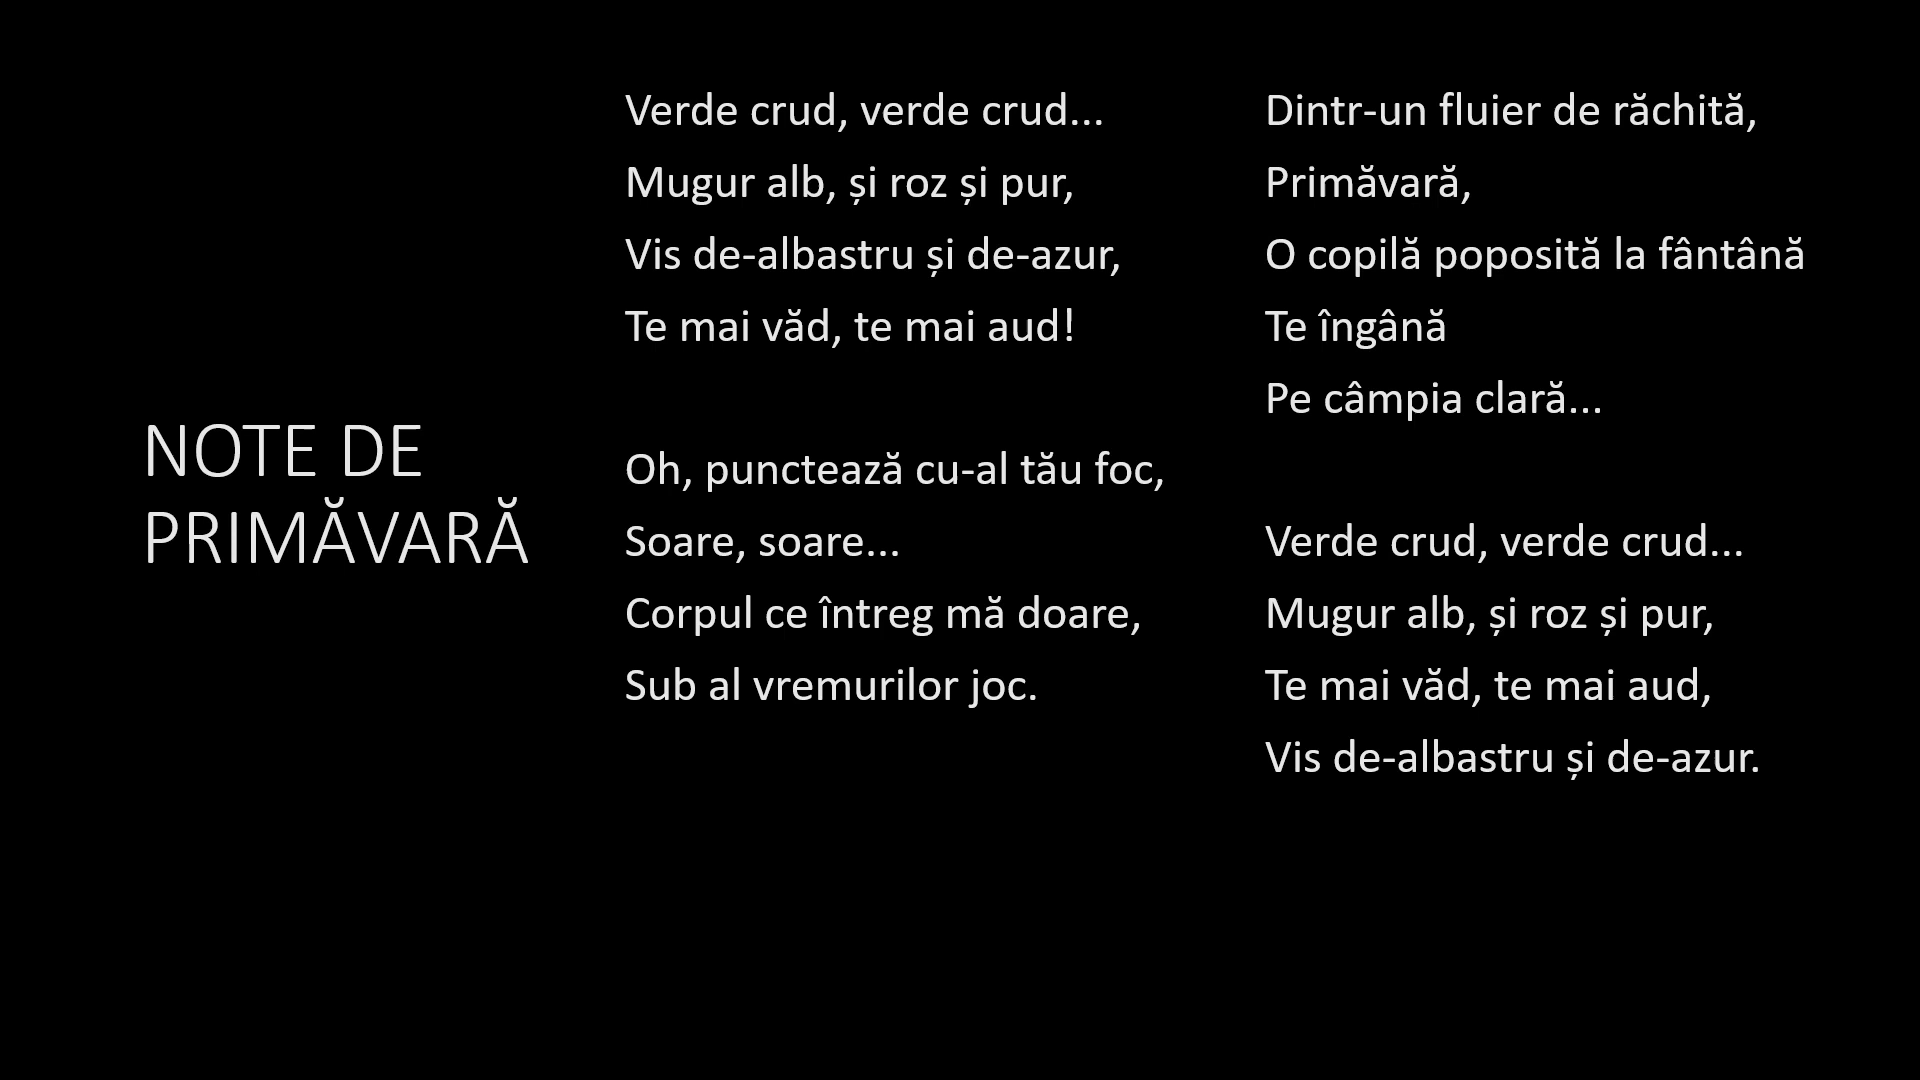 NOTE DE
PRIMĂVARĂ
Verde crud, verde crud...
Mugur alb, și roz și pur,
Vis de-albastru și de-azur,
Te mai văd, te mai aud!
Oh, punctează cu-al tău foc,
Soare, soare...
Corpul ce întreg mă doare,
Sub al vremurilor joc.
Dintr-un fluier de răchită,
Primăvară,
O copilă poposită la fântână
Te îngână
Pe câmpia clară...
Verde crud, verde crud...
Mugur alb, și roz și pur,
Te mai văd, te mai aud,
Vis de-albastru și de-azur.